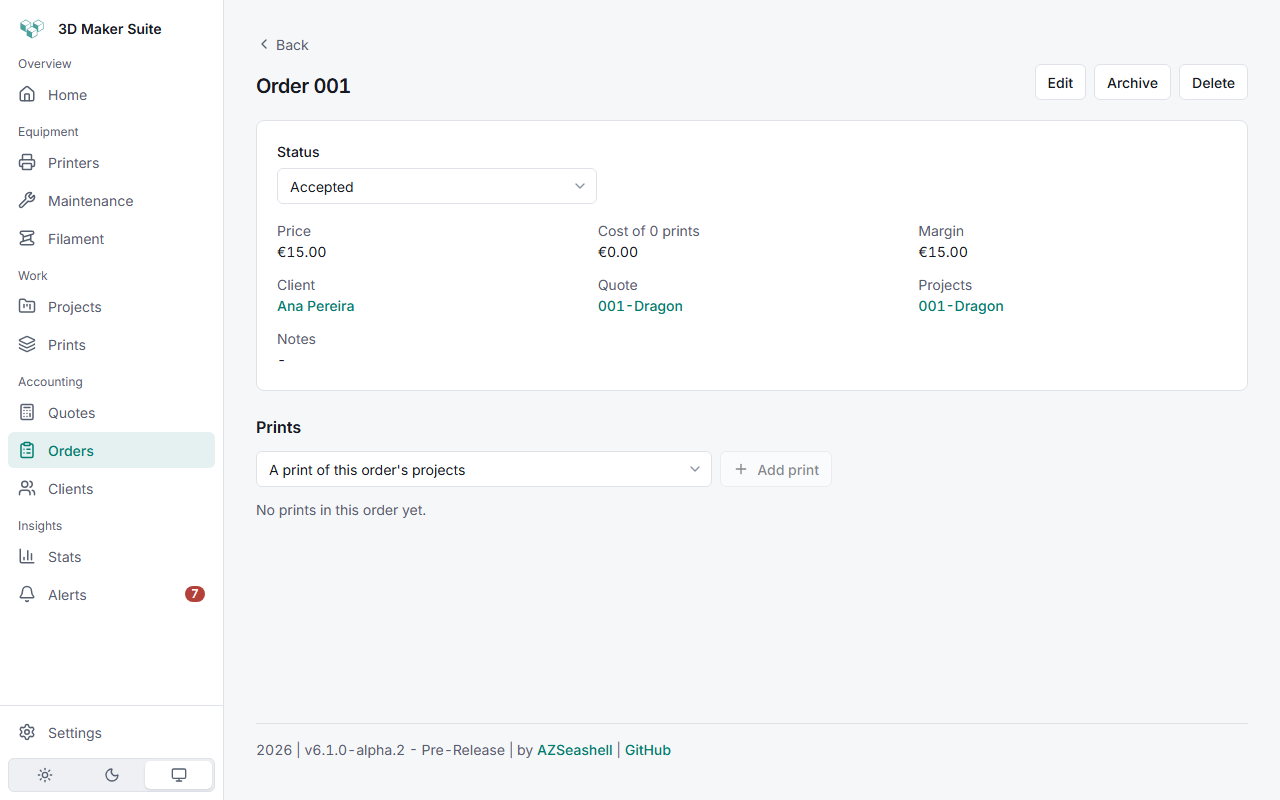 3D Maker Suite
Overview
Home
Equipment
Printers
Maintenance
Filament
Work
Projects
Prints
Accounting
Quotes
Orders
Clients
Insights
Stats
Alerts 7
Settings
Back
Order 001
Edit Archive Delete
Status
Accepted
Price Cost of 0 prints Margin
€15.00 €0.00 €15.00
Client Quote Projects
Ana Pereira 001-Dragon 001-Dragon
Notes
-
Prints
A print of this order's projects Add print
No prints in this order yet.
2026 | v6.1.0-alpha.2 - Pre-Release | by AZSeashell | GitHub